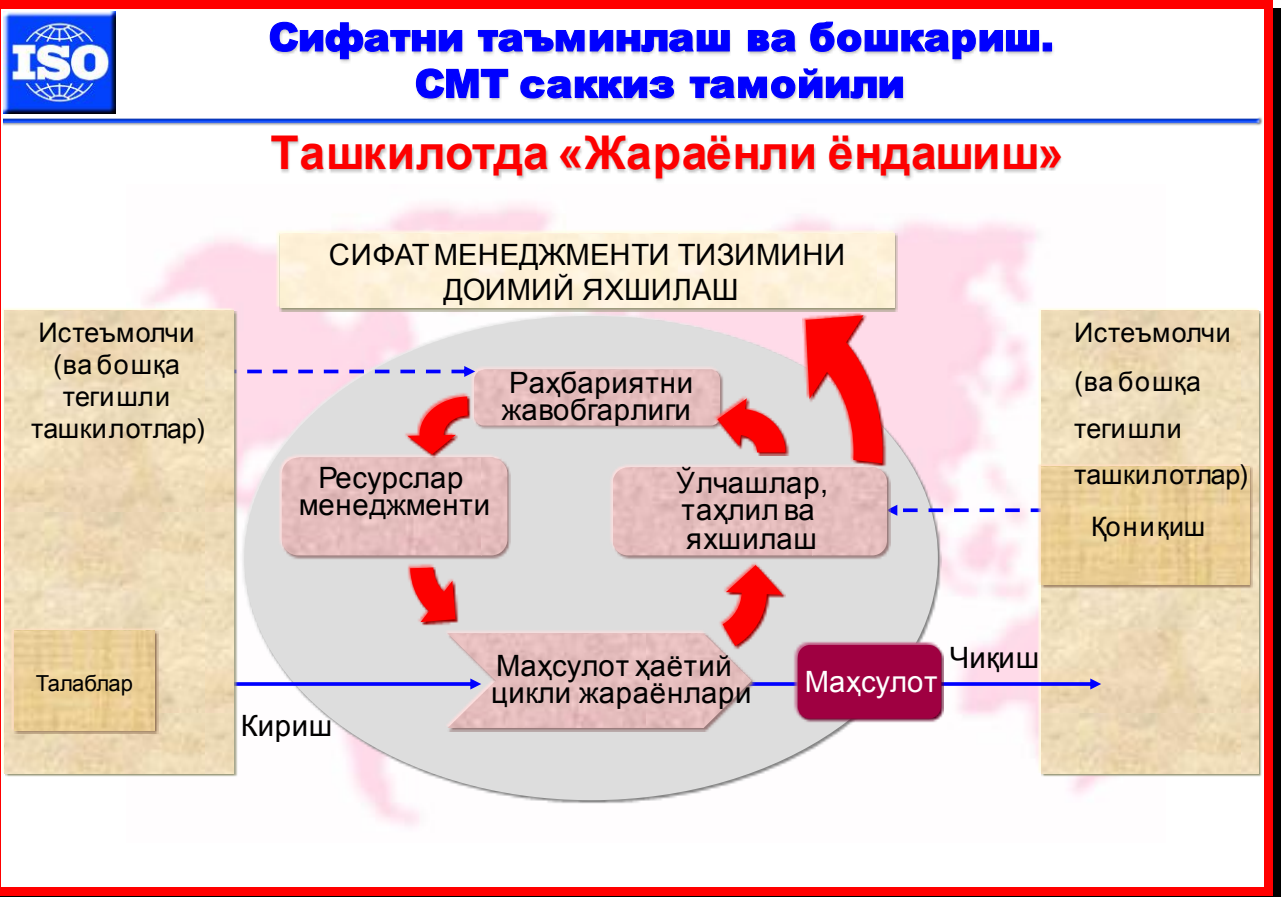 ISO
Сифатни таъминлаш ва бошкариш.
СМТ саккиз тамойили
Ташкилотда «Жараёнли ёндашиш»
СИФАТ МЕНЕДЖМЕНТИ ТИЗИМИНИ
ДОИМИЙ ЯХШИЛАШ
Истеъмолчи
(ва бошқа
тегишли
ташкилотлар)
Раҳбариятни
жавобгарлиги
Ресурслар
менеджменти
Ўлчашлар,
таҳлил ва
яхшилаш
Истеъмолчи
(ва бошқа
тегишли
ташкилотлар)
Қониқиш
Талаблар
Кириш
Маҳсулот ҳаётий
цикли жараёнлари
Маҳсулот
Чиқиш